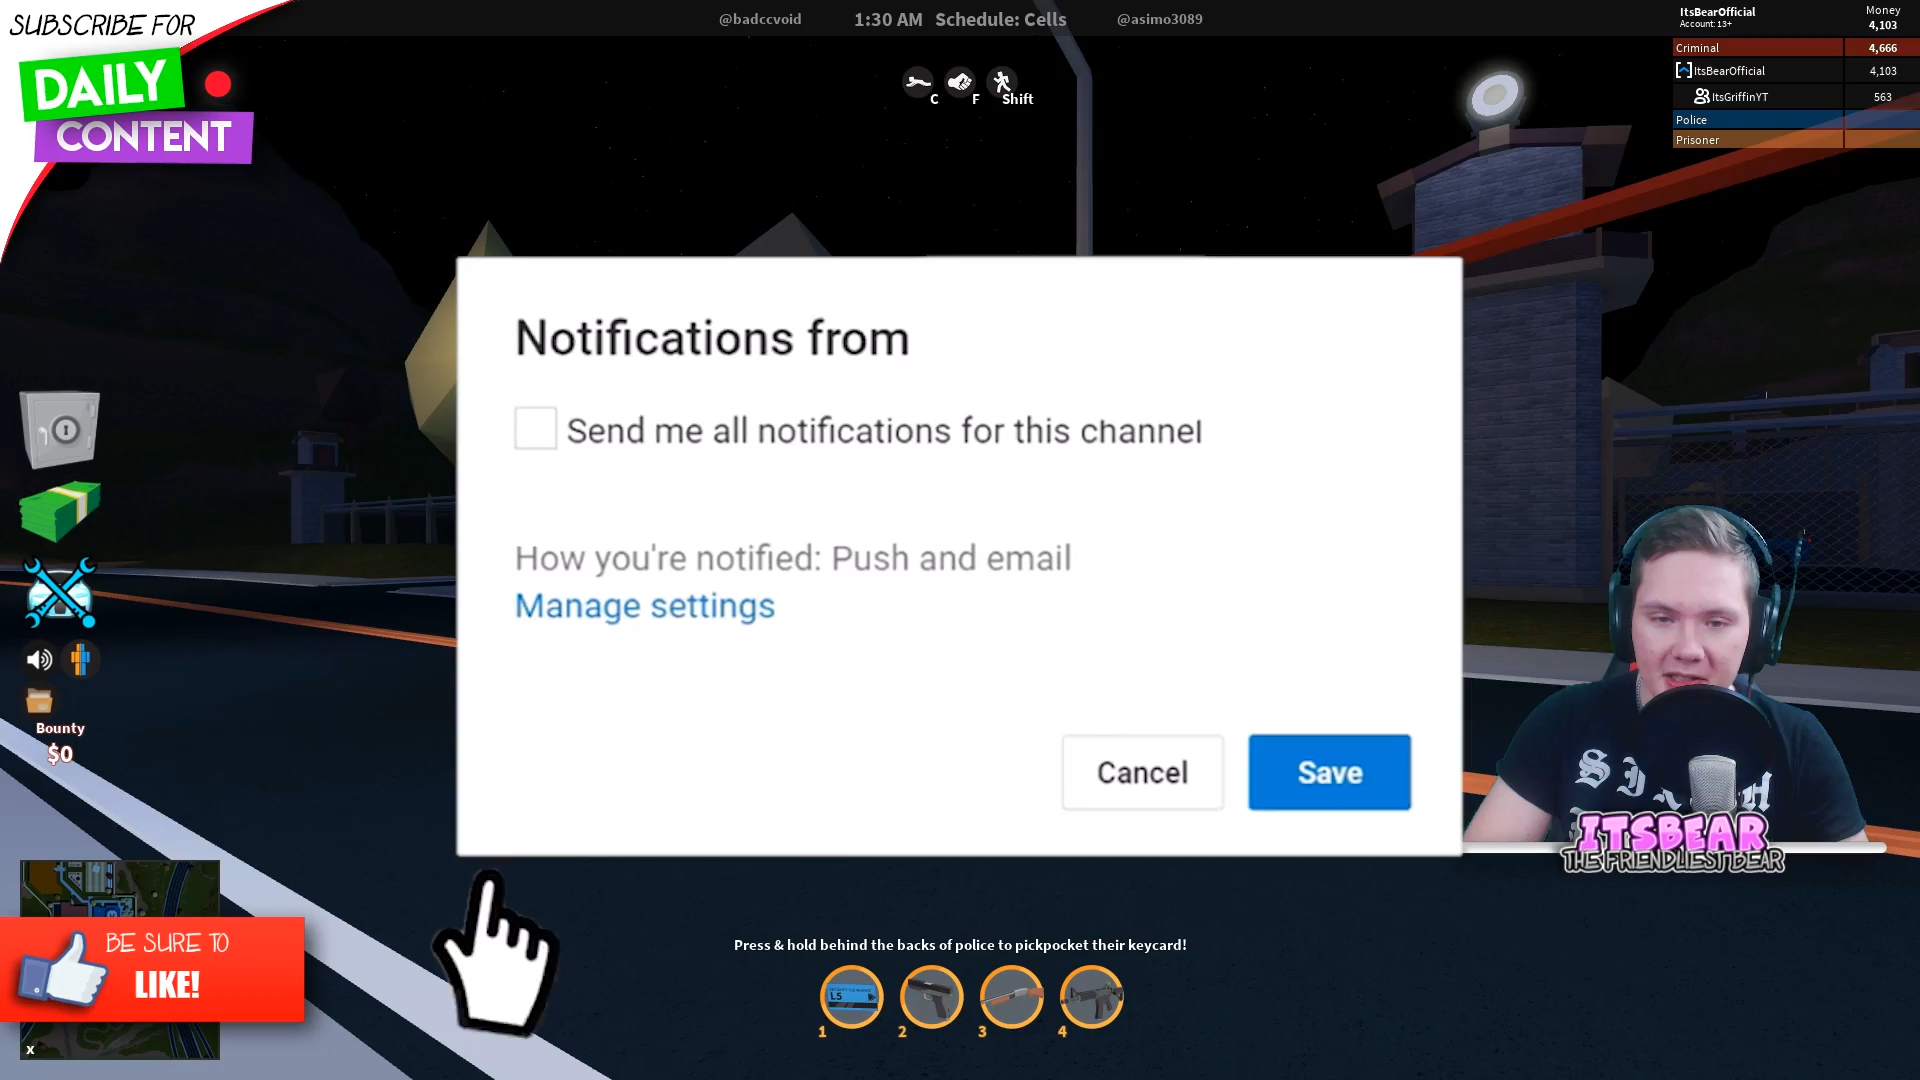 SUBSCRIBE FOR
DAILY
CONTENT
@badccvoid 1:30 AM Schedule: Cells @asimo3089
C F Shift
ItsBearOfficial Money
Account: 13+ 4,103
Criminal 4,666
ItsBearOfficial 4,103
ItsGriffinYT 563
Police
Prisoner
Notifications from
Send me all notifications for this channel
How you're notified: Push and email
Manage settings
Cancel Save
Bounty
$0
ITSBEAR
THE FRIENDLIEST BEAR
BE SURE TO
LIKE!
x
Press & hold behind the backs of police to pickpocket their keycard!
L5
1 2 3 4